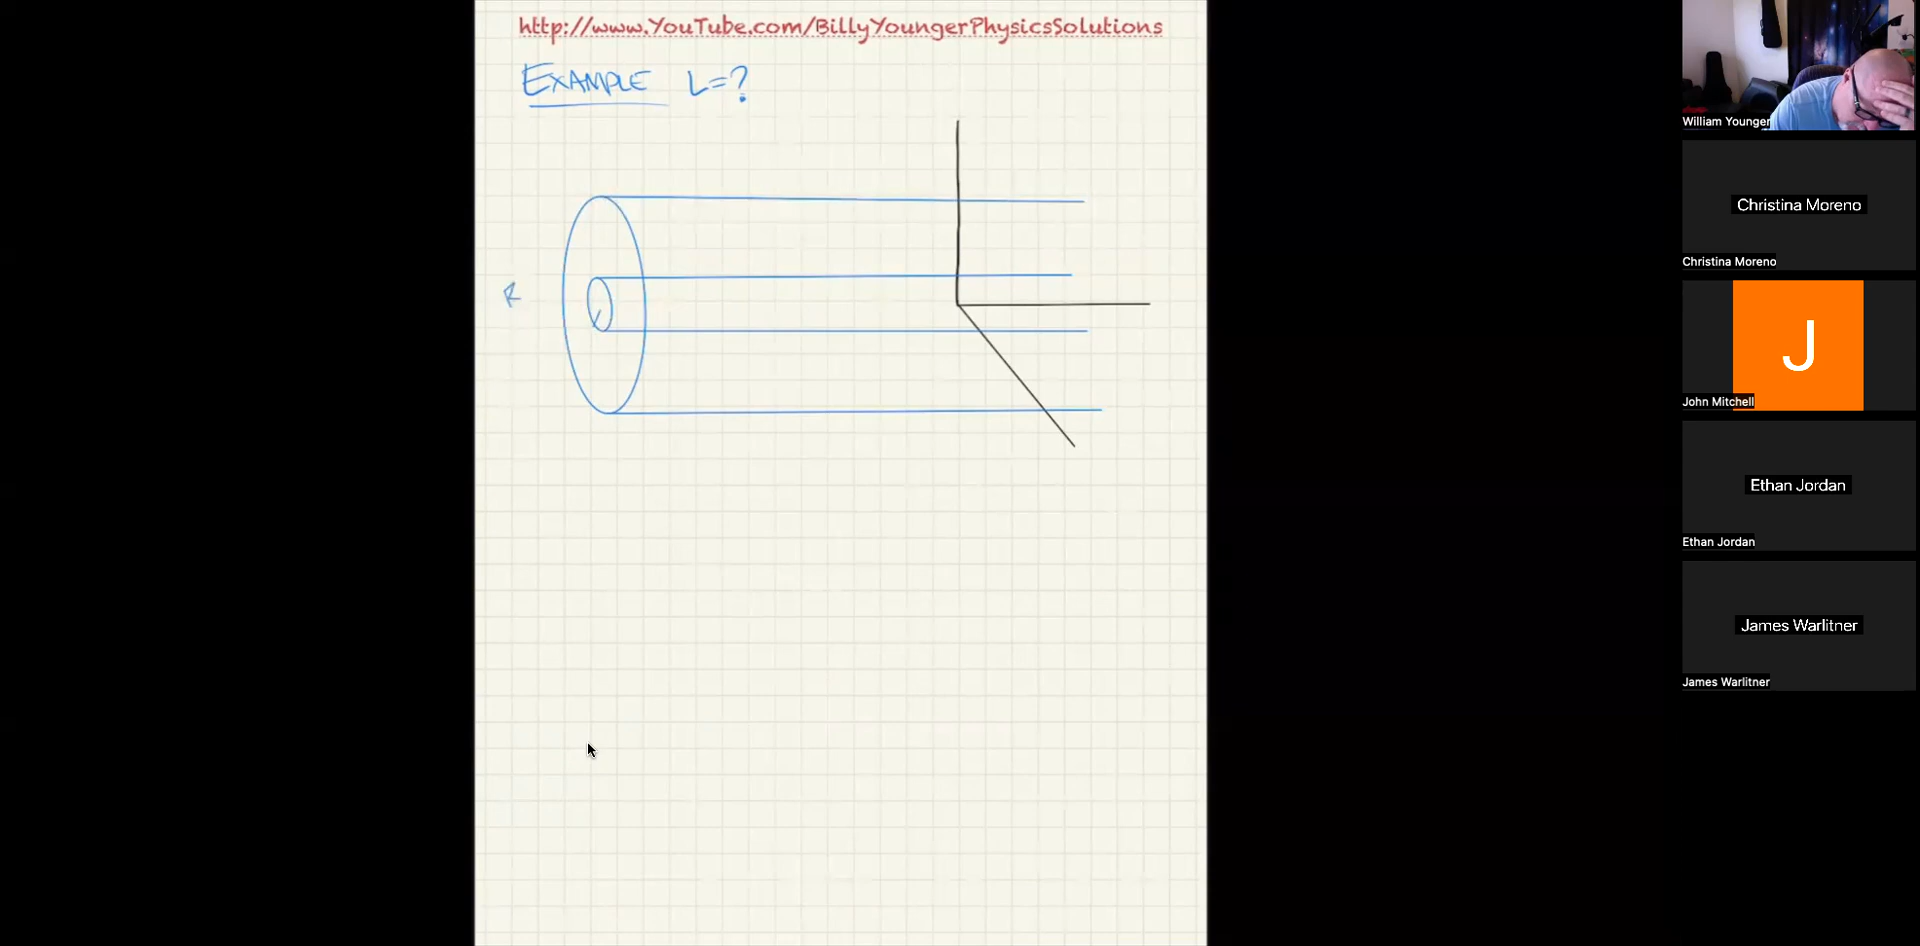 http://www.YouTube.com/BillyYoungerPhysicsSolutions
EXAMPLE L=?
William Younger
Christina Moreno
Christina Moreno
J
John Mitchell
Ethan Jordan
Ethan Jordan
James Warlitner
James Warlitner